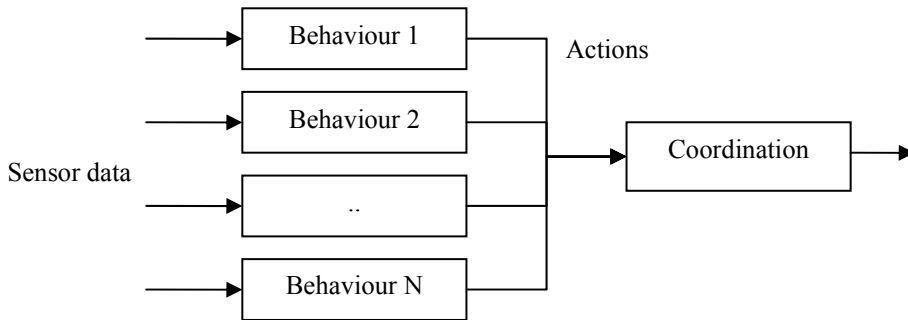 Behaviour 1
Actions
Behaviour 2
Coordination
Sensor data
..
Behaviour N